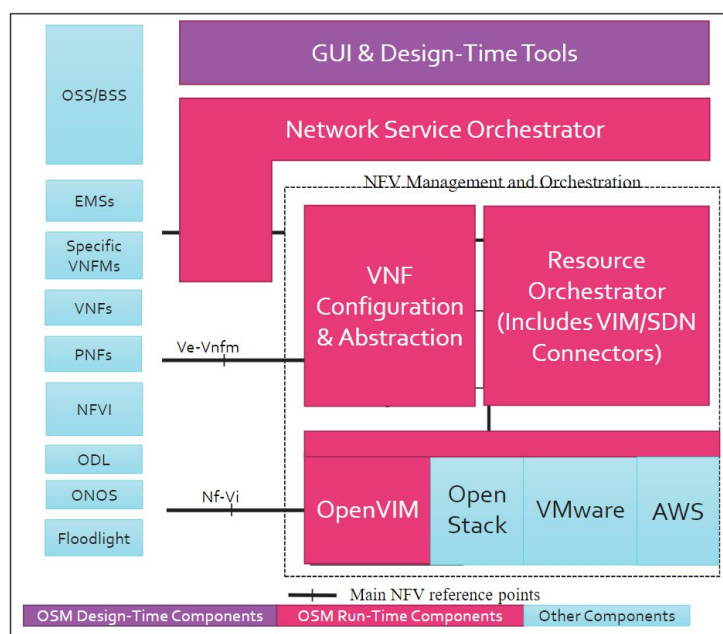 OSS/BSS
GUI & Design-Time Tools
Network Service Orchestrator
NFV Management and Orchestration
EMSs
Specific
VNFMs
VNFs
PNFs
NFVI
ODL
ONOS
Floodlight
Ve-Vnfm
Nf-Vi
VNF
Configuration
& Abstraction
Resource
Orchestrator
(Includes VIM/SDN
Connectors)
OpenVIM
Open
Stack
VMware
AWS
Main NFV reference points
OSM Design-Time Components
OSM Run-Time Components
Other Components